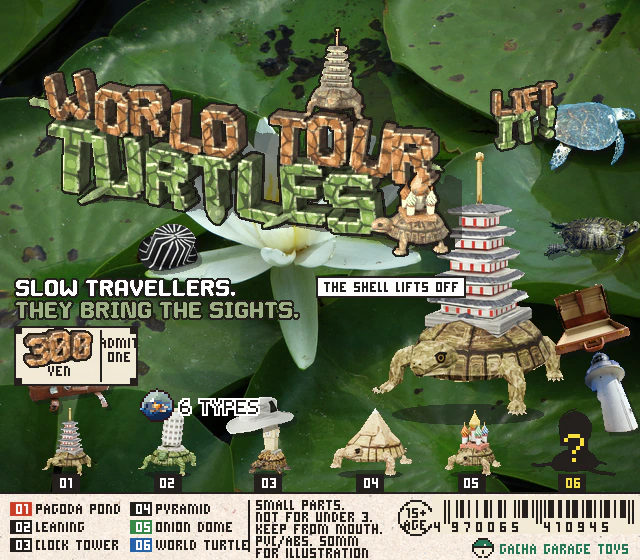 WORLD TOUR
TURTLES
LIFT
IT!
SLOW TRAVELLERS.
THEY BRING THE SIGHTS.
THE SHELL LIFTS OFF
300
YEN
ADMIT
ONE
6 TYPES
01
02
03
04
05
?
06
01 PAGODA POND
02 LEANING
03 CLOCK TOWER
04 PYRAMID
05 ONION DOME
06 WORLD TURTLE
SMALL PARTS.
NOT FOR UNDER 3.
KEEP FROM MOUTH.
PVC/ABS. 50MM
FOR ILLUSTRATION
15+
AGE
4 970065 410945
GACHA GARAGE TOYS